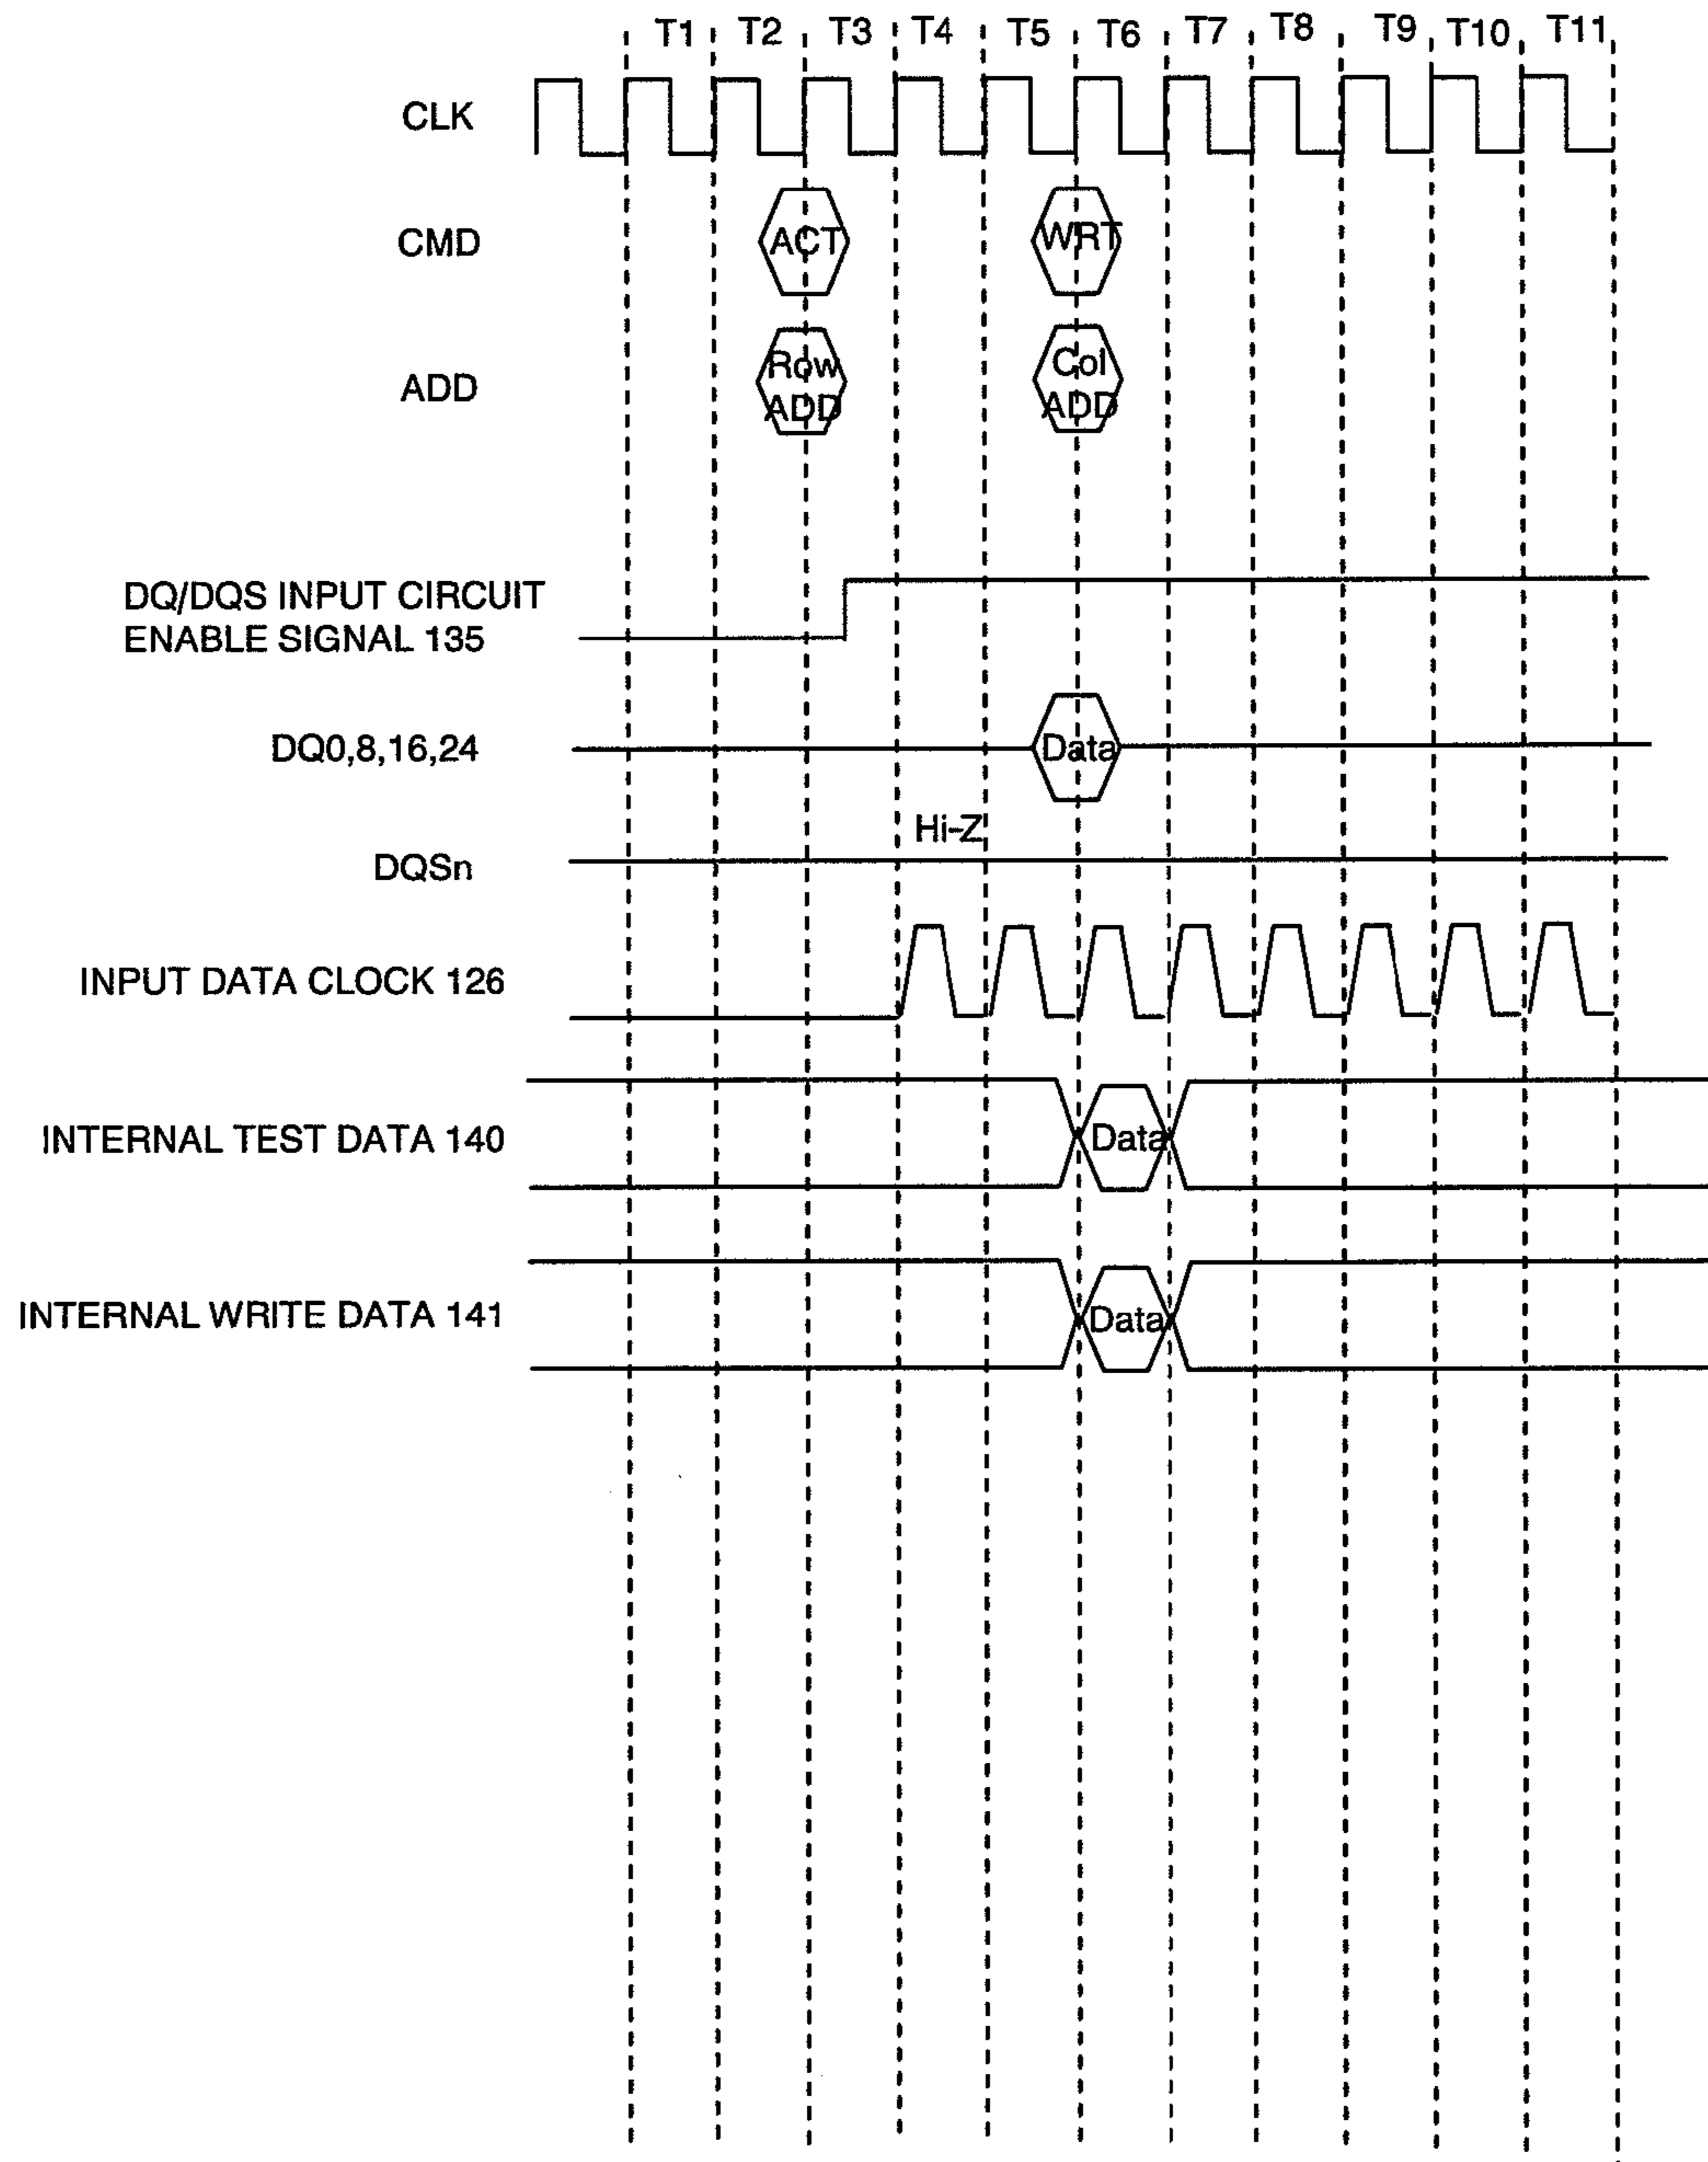 T1 T2 T3 T4 T5 T6 T7 T8 T9 T10 T11
CLK
CMD ACT WRT
ADD Row ADD Col ADD
DQ/DQS INPUT CIRCUIT
ENABLE SIGNAL 135
DQ0,8,16,24 Data
Hi-Z
DQSn
INPUT DATA CLOCK 126
INTERNAL TEST DATA 140 Data
INTERNAL WRITE DATA 141 Data